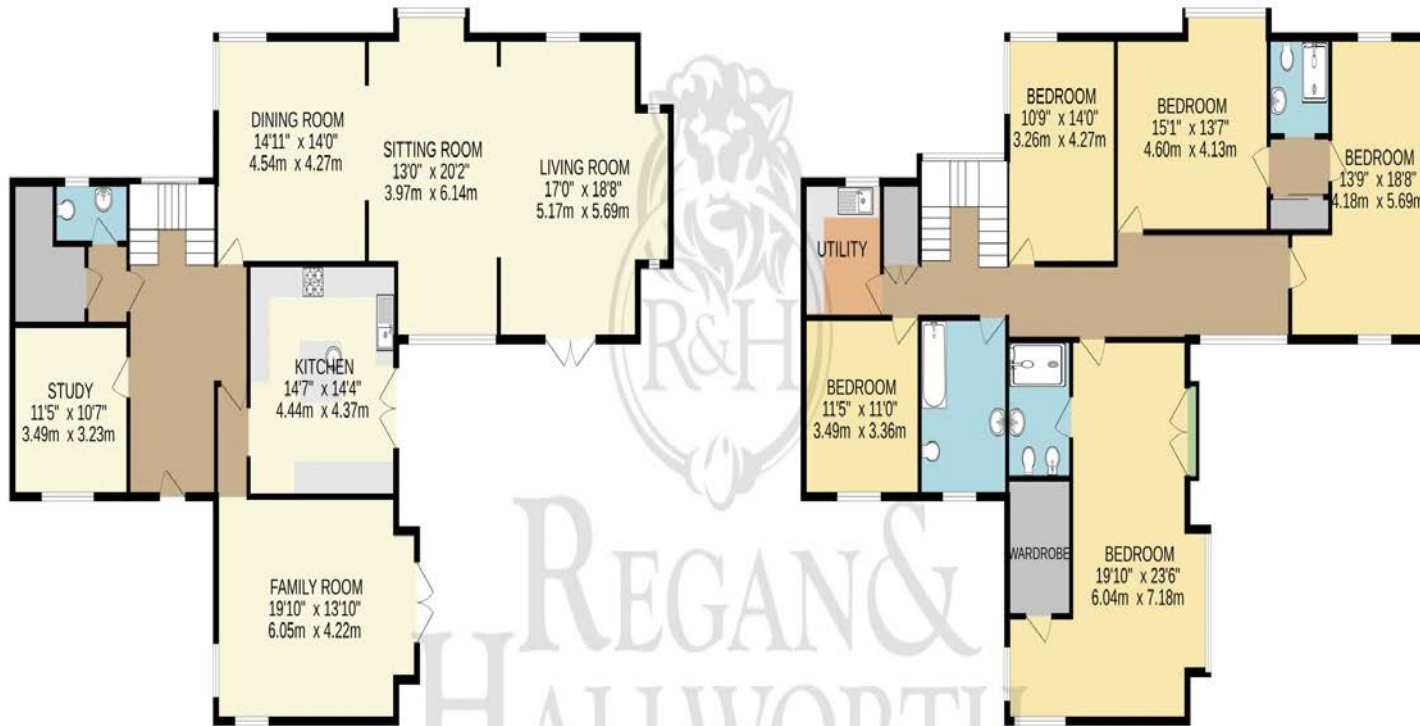 DINING ROOM
14'11" x 14'0"
4.54m x 4.27m
SITTING ROOM
13'0" x 20'2"
3.97m x 6.14m
LIVING ROOM
17'0" x 18'8"
5.17m x 5.69m
KITCHEN
14'7" x 14'4"
4.44m x 4.37m
STUDY
11'5" x 10'7"
3.49m x 3.23m
FAMILY ROOM
19'10" x 13'10"
6.05m x 4.22m
BEDROOM
10'9" x 14'0"
3.26m x 4.27m
BEDROOM
15'1" x 13'7"
4.60m x 4.13m
BEDROOM
13'9" x 18'8"
4.18m x 5.69m
UTILITY
BEDROOM
11'5" x 11'0"
3.49m x 3.36m
WARDROBE
BEDROOM
19'10" x 23'6"
6.04m x 7.18m
R&H
REGAN &
HALLWORTH